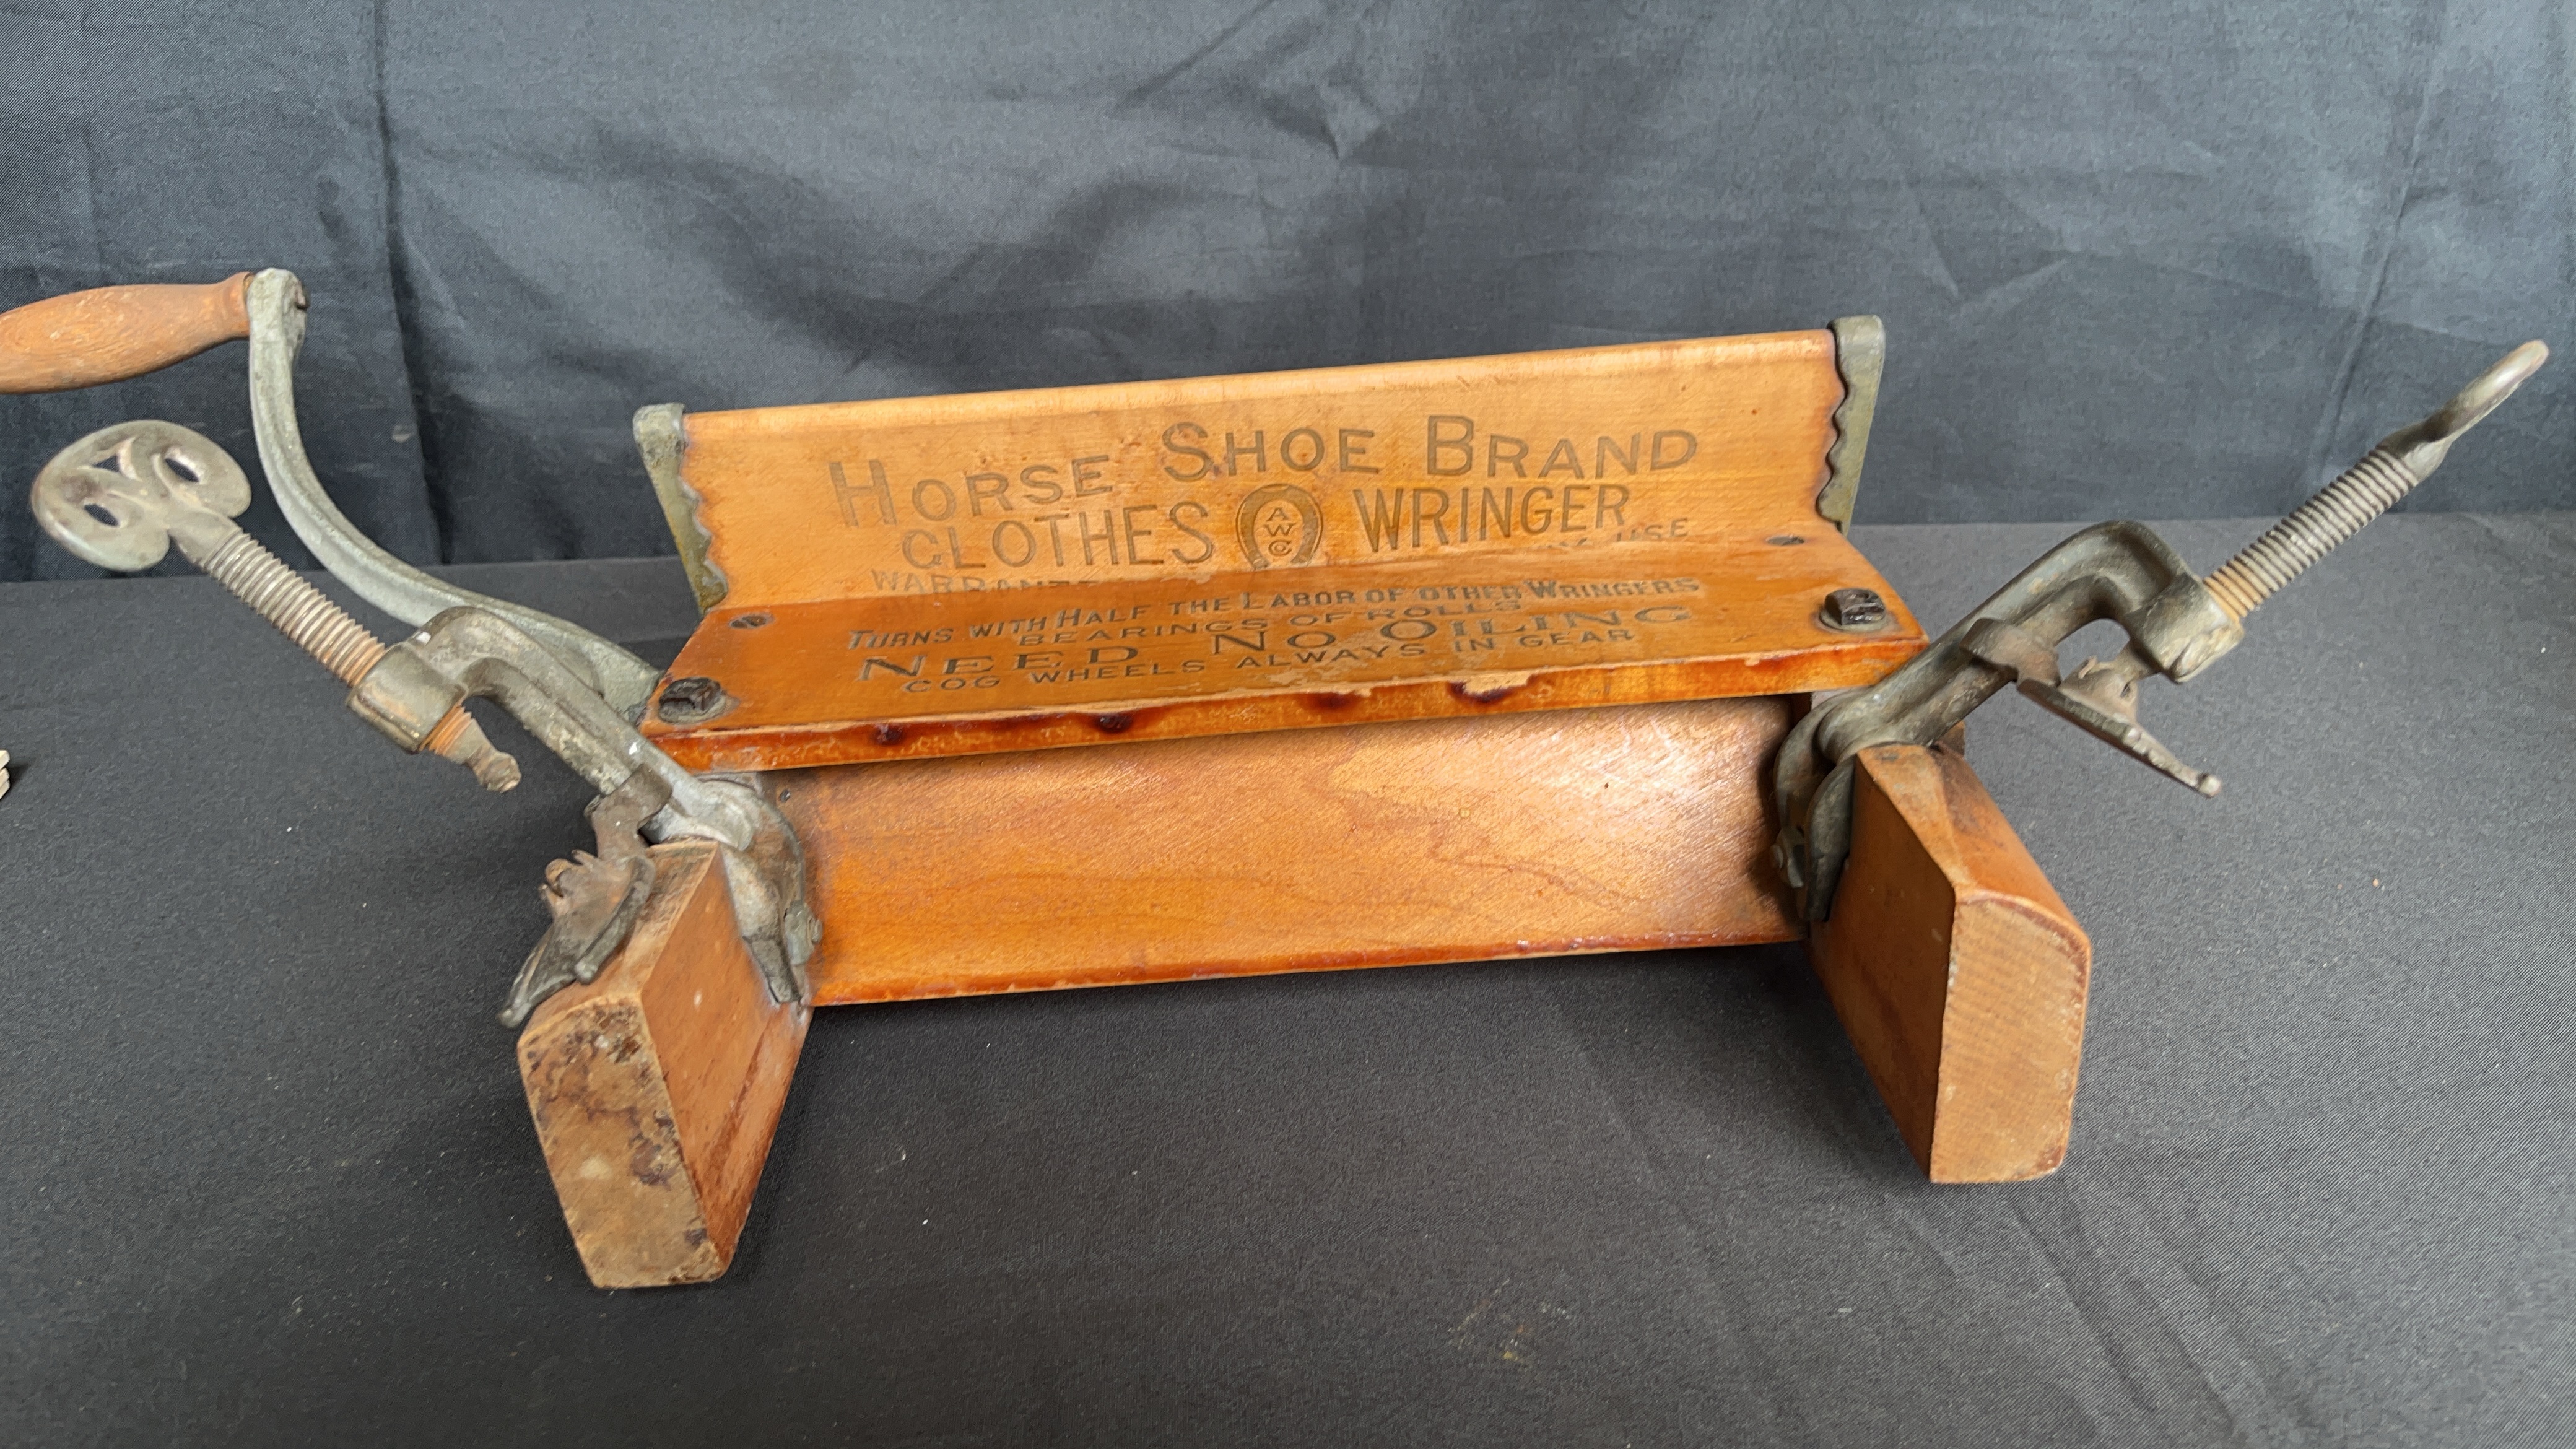 HORSE SHOE BRAND
CLOTHES AWCo WRINGER
USE
TURNS WITH HALF THE LABOR OF OTHER WRINGERS
BEARINGS OF ROLLS
NEED NO OILING
COG WHEELS ALWAYS IN GEAR